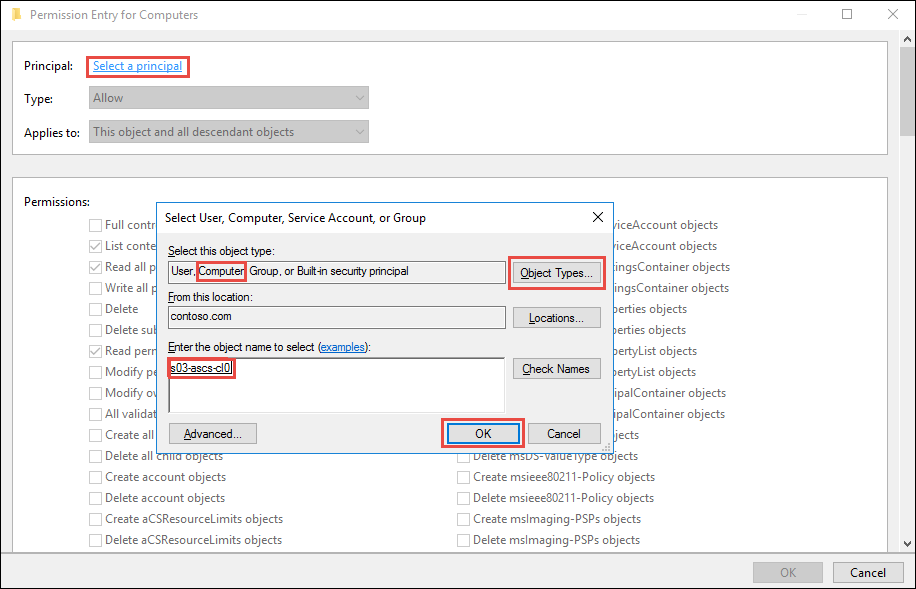 Permission Entry for Computers
Principal: Select a principal
Type: Allow
Applies to: This object and all descendant objects
Permissions:
Select User, Computer, Service Account, or Group
Select this object type:
User, Computer, Group, or Built-in security principal
Object Types...
From this location:
contoso.com
Locations...
Enter the object name to select (examples):
s03-ascs-cl0
Check Names
Advanced...
OK
Cancel
Full contr
List conte
Read all p
Write all p
Delete
Delete sub
Read perm
Modify pe
Modify ow
All validat
Create all
Delete all child objects
Create account objects
Delete account objects
Create aCSResourceLimits objects
Delete aCSResourceLimits objects
viceAccount objects
viceAccount objects
ingsContainer objects
ingsContainer objects
perties objects
perties objects
pertyList objects
pertyList objects
ipalContainer objects
ipalContainer objects
jects
Delete msDS-ValueType objects
Create msieee80211-Policy objects
Delete msieee80211-Policy objects
Create msImaging-PSPs objects
Delete msImaging-PSPs objects
OK
Cancel